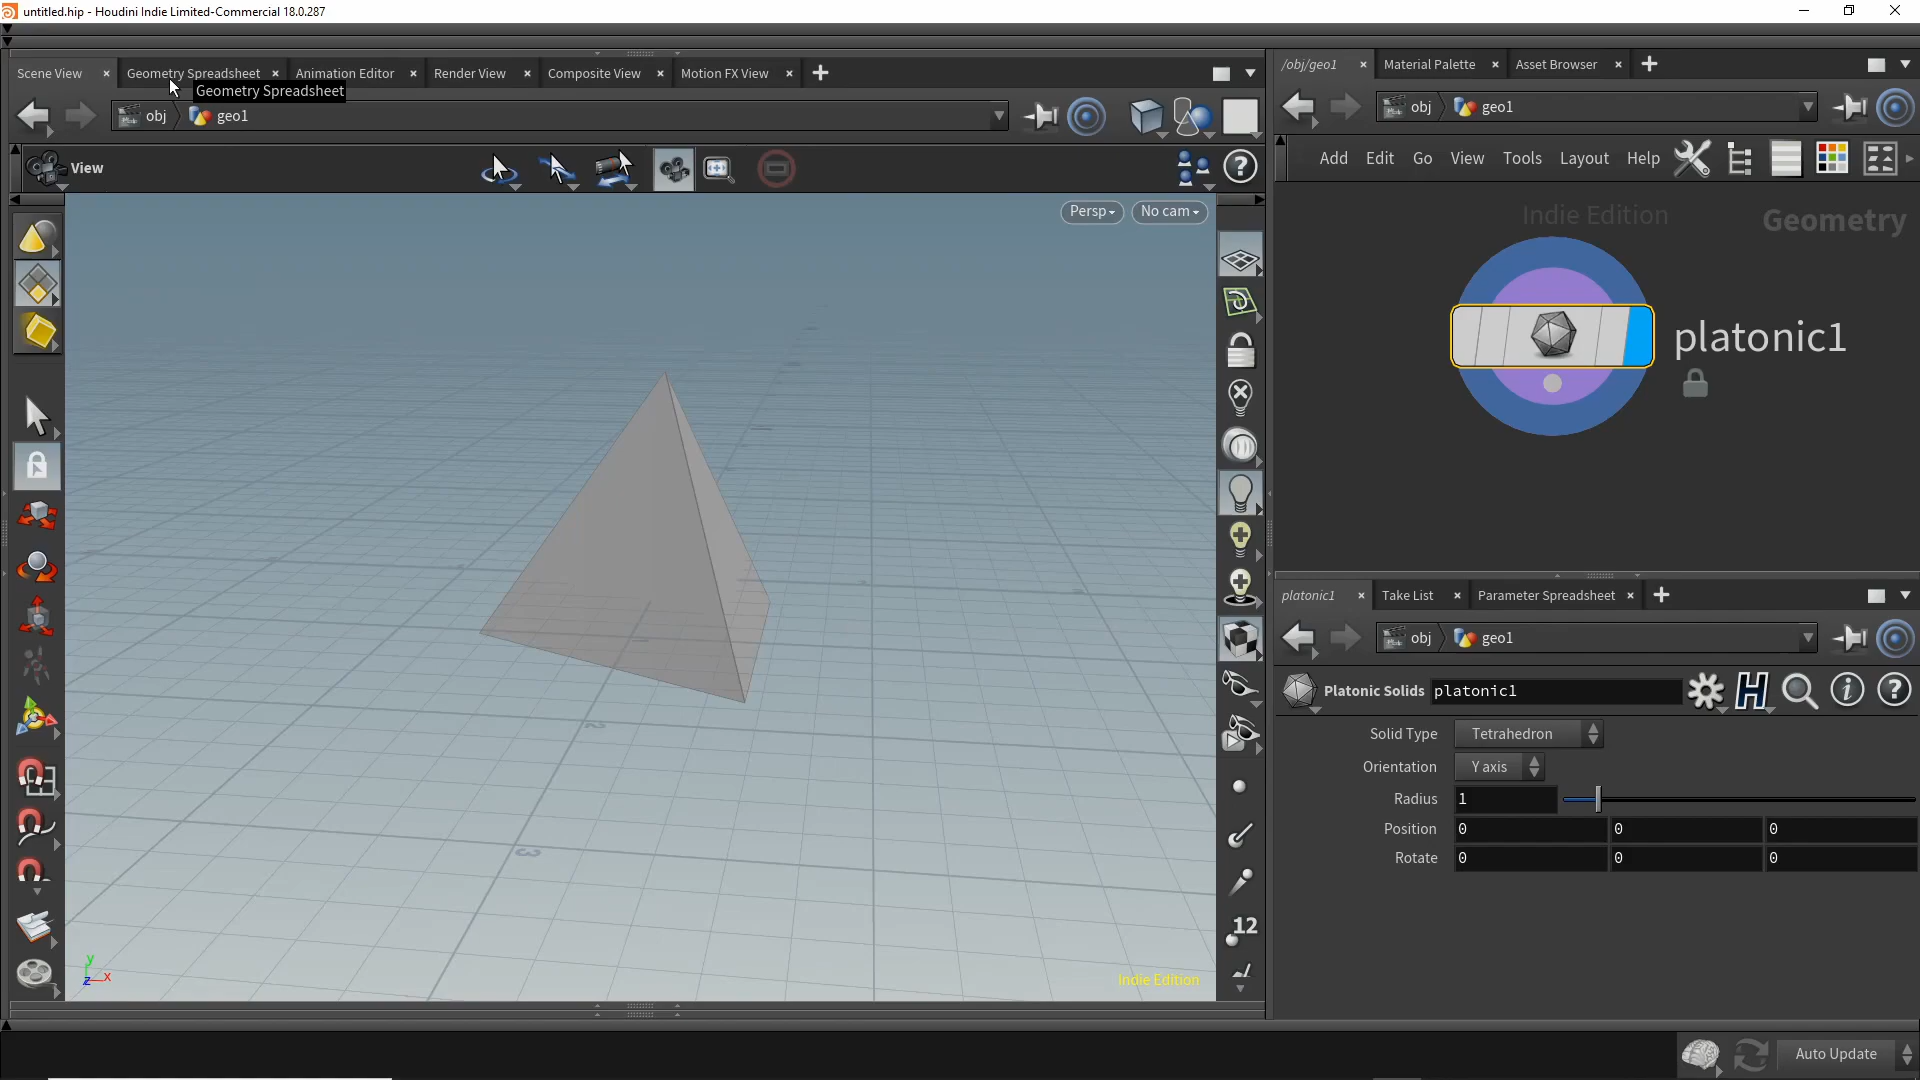 untitled.hip - Houdini Indie Limited-Commercial 18.0.287
Scene View
Geometry Spreadsheet
Animation Editor
Render View
Composite View
Motion FX View
Geometry Spreadsheet
obj
geo1
View
Persp
No cam
12
Indie Edition
y
z
x
3
/obj/geo1
Material Palette
Asset Browser
obj
geo1
Add
Edit
Go
View
Tools
Layout
Help
Indie Edition
Geometry
platonic1
platonic1
Take List
Parameter Spreadsheet
obj
geo1
Platonic Solids
platonic1
Solid Type
Tetrahedron
Orientation
Y axis
Radius
1
Position
0
0
0
Rotate
0
0
0
Auto Update